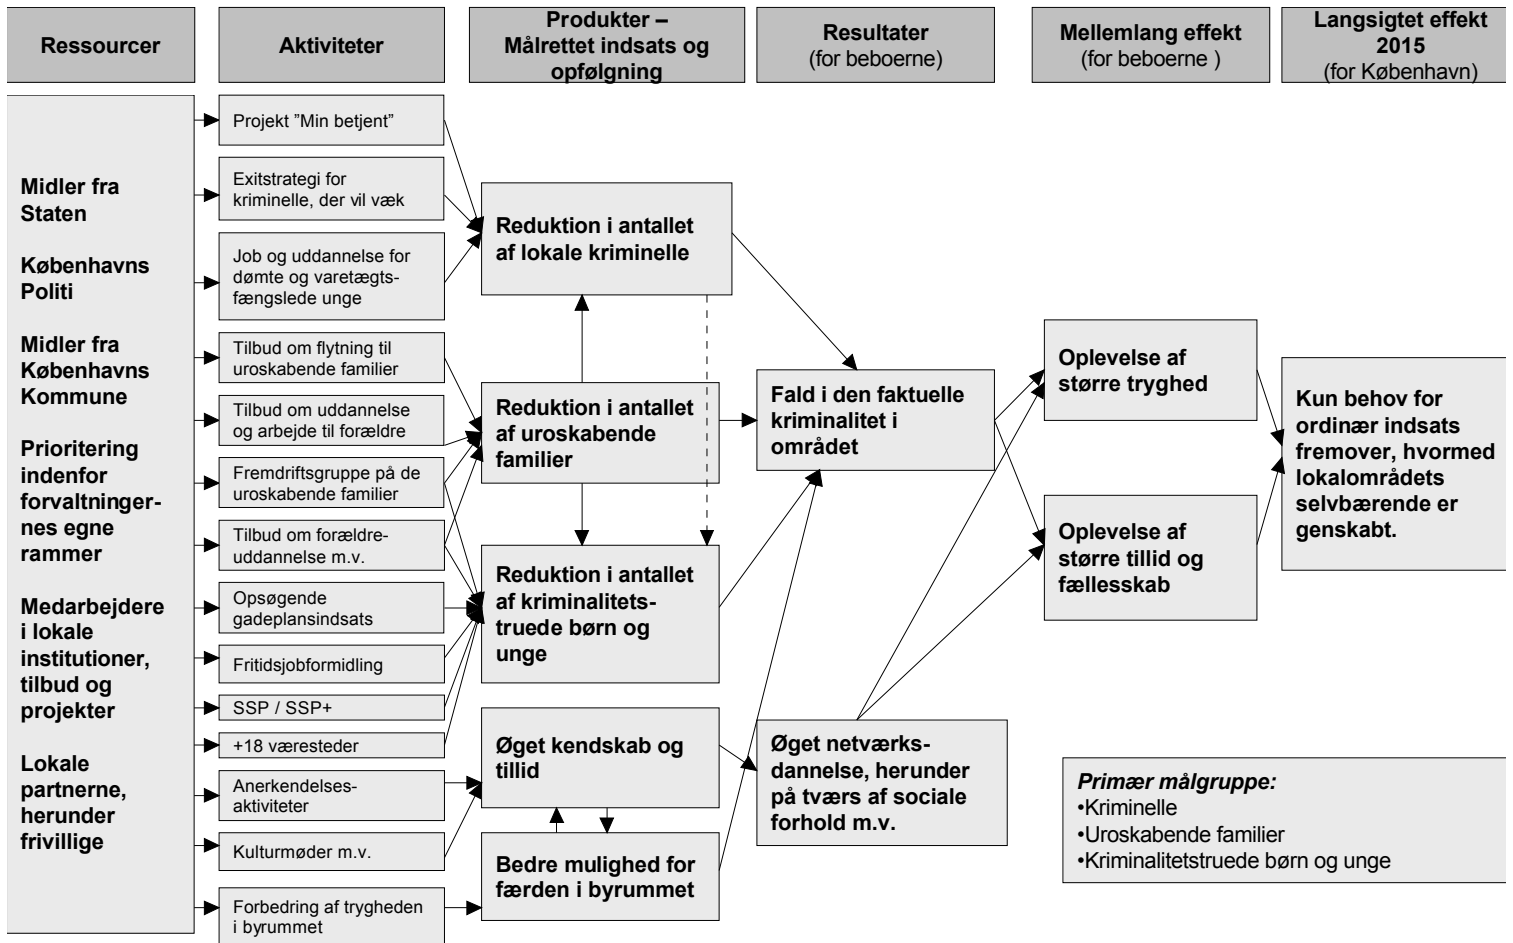 Ressourcer
Aktiviteter
Produkter –
Målrettet indsats og
opfølgning
Resultater
(for beboerne)
Mellemlang effekt
(for beboerne )
Langsigtet effekt
2015
(for København)
Midler fra
Staten
Københavns
Politi
Midler fra
Københavns
Kommune
Prioritering
indenfor
forvaltninger-
nes egne
rammer
Medarbejdere
i lokale
institutioner,
tilbud og
projekter
Lokale
partnerne,
herunder
frivillige
Projekt ”Min betjent”
Exitstrategi for
kriminelle, der vil væk
Job og uddannelse for
dømte og varetægts-
fængslede unge
Tilbud om flytning til
uroskabende familier
Tilbud om uddannelse
og arbejde til forældre
Fremdriftsgruppe på de
uroskabende familier
Tilbud om forældre-
uddannelse m.v.
Opsøgende
gadeplansindsats
Fritidsjobformidling
SSP / SSP+
+18 væresteder
Anerkendelses-
aktiviteter
Kulturmøder m.v.
Forbedring af trygheden
i byrummet
Reduktion i antallet
af lokale kriminelle
Reduktion i antallet
af uroskabende
familier
Reduktion i antallet
af kriminalitets-
truede børn og
unge
Øget kendskab og
tillid
Bedre mulighed for
færden i byrummet
Fald i den faktuelle
kriminalitet i
området
Øget netværks-
dannelse, herunder
på tværs af sociale
forhold m.v.
Oplevelse af
større tryghed
Oplevelse af
større tillid og
fællesskab
Kun behov for
ordinær indsats
fremover, hvormed
lokalområdets
selvbærende er
genskabt.
Primær målgruppe:
•Kriminelle
•Uroskabende familier
•Kriminalitetstruede børn og unge